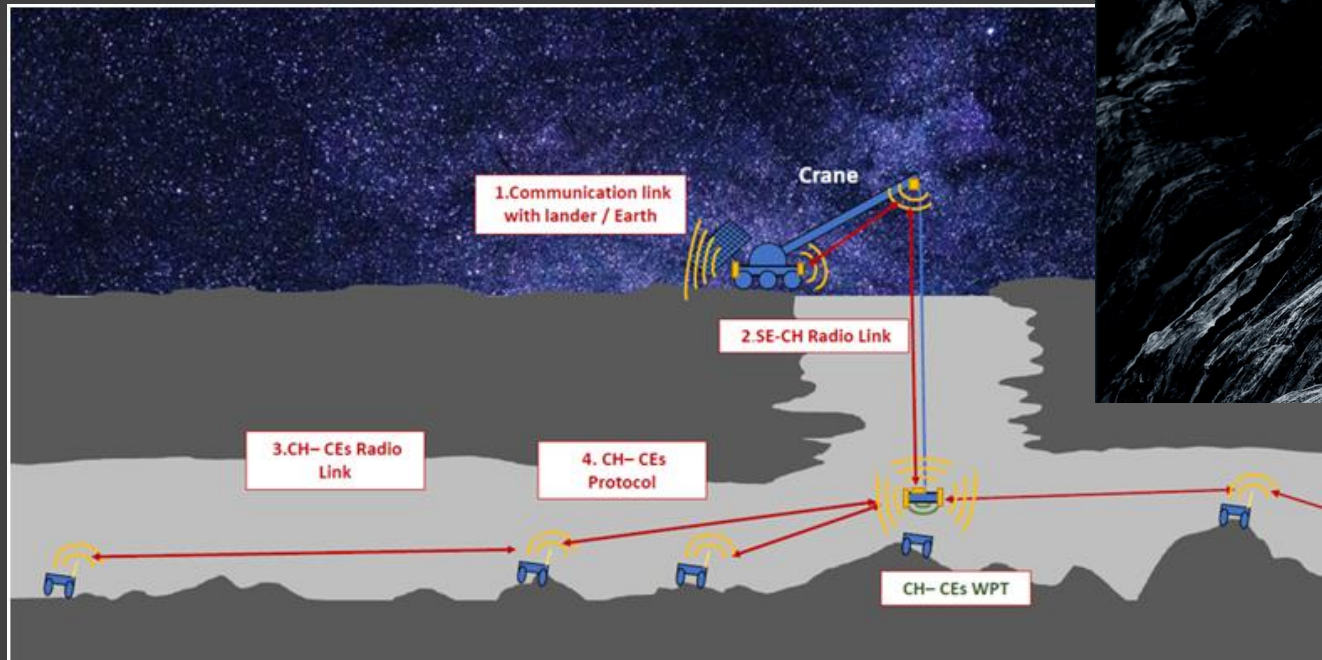 Crane
1.Communication link
with lander / Earth
2.SE-CH Radio Link
3.CH– CEs Radio
Link
4. CH– CEs
Protocol
CH– CEs WPT